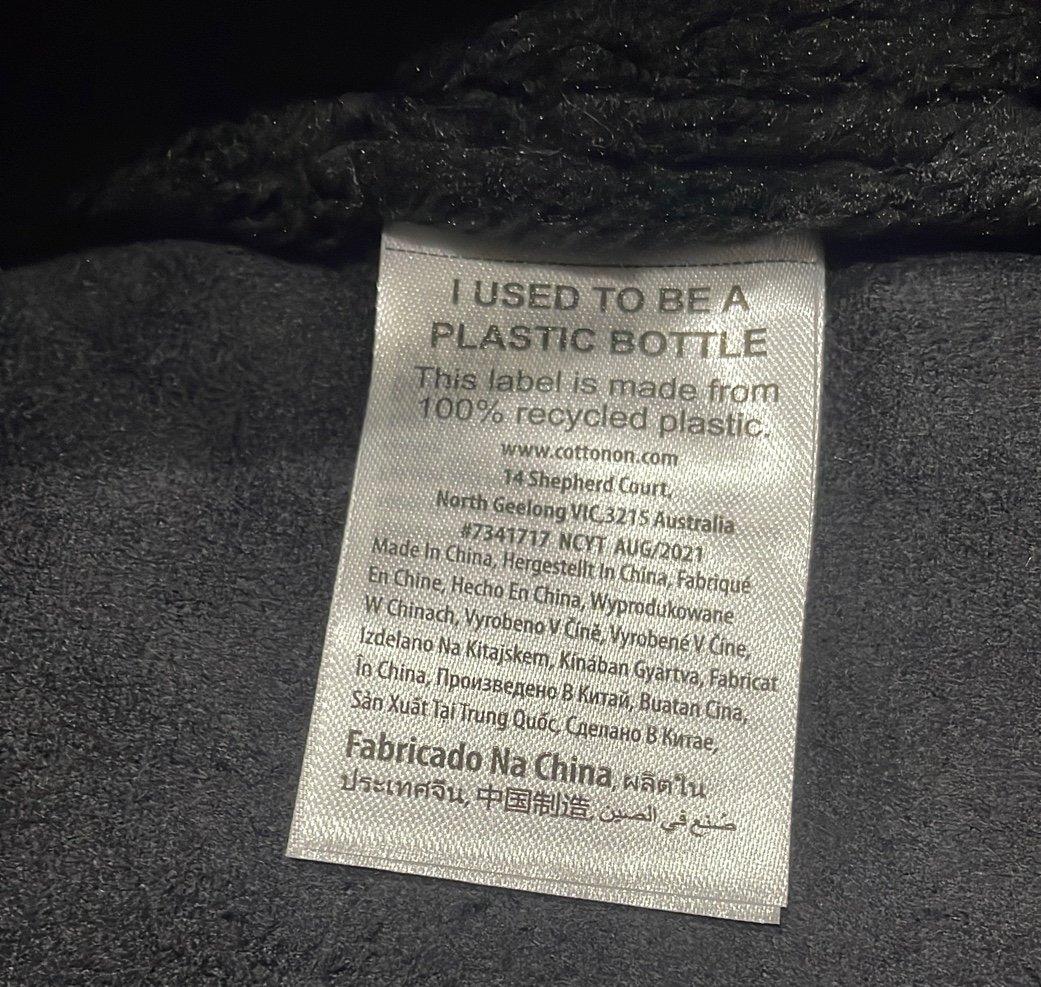 I USED TO BE A
PLASTIC BOTTLE
This label is made from
100% recycled plastic.
www.cottonon.com
14 Shepherd Court,
North Geelong VIC,3215 Australia
#7341717 NCYT AUG/2021
Made In China, Hergestellt In China, Fabriqué
En Chine, Hecho En China, Wyprodukowane
W Chinach, Vyrobeno V Číně, Vyrobené V Číne,
Izdelano Na Kitajskem, Kínában Gyártva, Fabricat
În China, Произведено В Китай, Buatan Cina,
Sản Xuất Tại Trung Quốc, Сделано В Китае,
Fabricado Na China, ผลิตใน
ประเทศจีน, 中国制造, صُنع في الصين